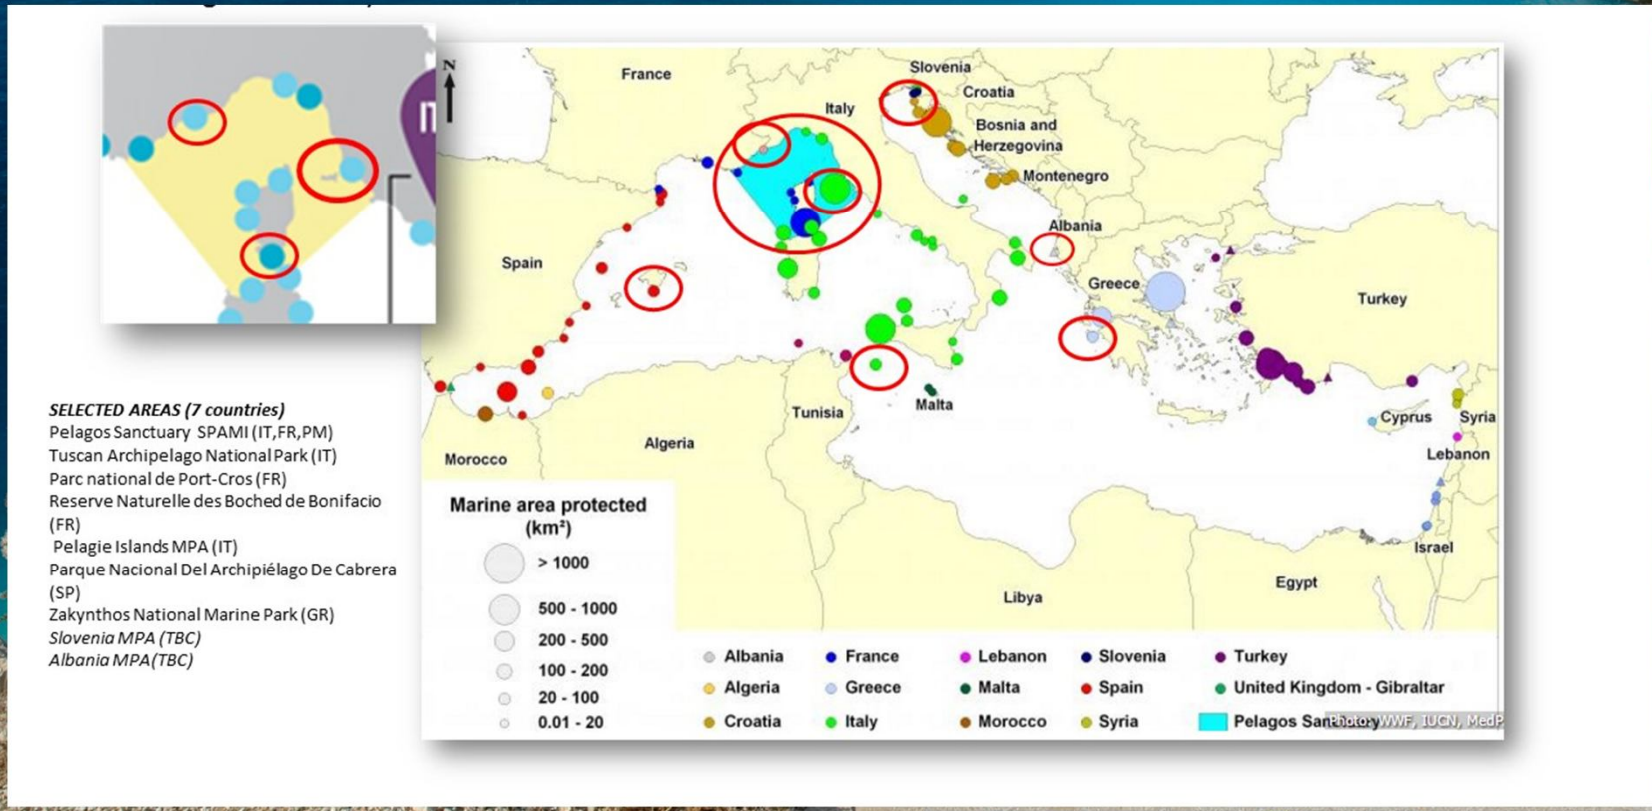 SELECTED AREAS (7 countries)
Pelagos Sanctuary SPAMI (IT,FR,PM)
Tuscan Archipelago National Park (IT)
Parc national de Port-Cros (FR)
Reserve Naturelle des Boched de Bonifacio
(FR)
Pelagie Islands MPA (IT)
Parque Nacional Del Archipiélago De Cabrera
(SP)
Zakynthos National Marine Park (GR)
Slovenia MPA (TBC)
Albania MPA(TBC)
N
France
Slovenia
Croatia
Italy
Bosnia and
Herzegovina
Montenegro
Albania
Spain
Greece
Turkey
Malta
Tunisia
Algeria
Morocco
Cyprus
Syria
Lebanon
Israel
Egypt
Libya
Marine area protected
(km²)
> 1000
500 - 1000
200 - 500
100 - 200
20 - 100
0.01 - 20
Albania
France
Lebanon
Slovenia
Turkey
Algeria
Greece
Malta
Spain
United Kingdom - Gibraltar
Croatia
Italy
Morocco
Syria
Pelagos Sanctuary
Photo: WWF, IUCN, MedP